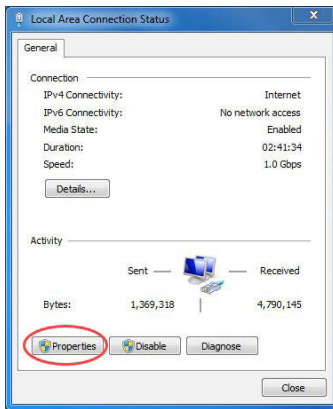 Local Area Connection Status
General
Connection
IPv4 Connectivity: Internet
IPv6 Connectivity: No network access
Media State: Enabled
Duration: 02:41:34
Speed: 1.0 Gbps
Details...
Activity
Sent Received
Bytes: 1,369,318 4,790,145
Properties Disable Diagnose
Close